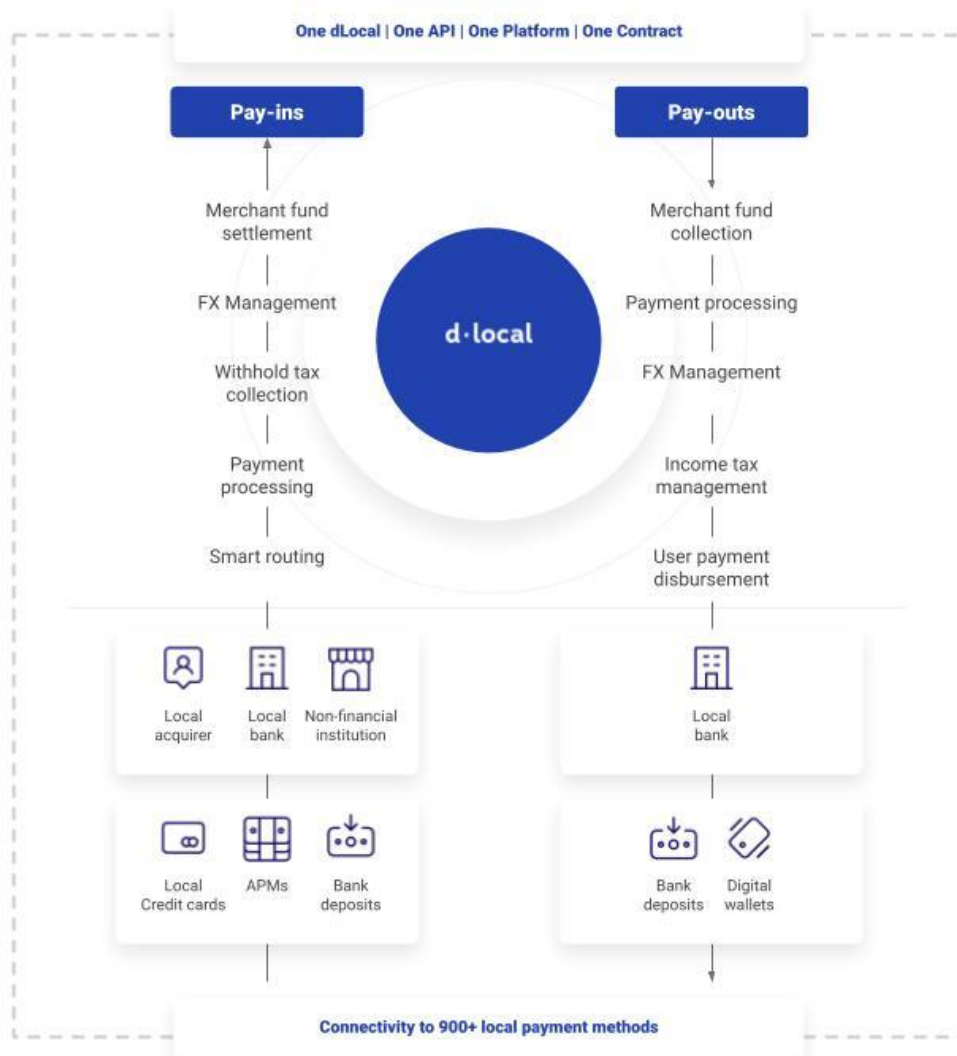 One dLocal | One API | One Platform | One Contract
Pay-ins
Merchant fund
settlement
FX Management
Withhold tax
collection
Payment
processing
Smart routing
Local
acquirer
Local
bank
Non-financial
institution
Local
Credit cards
APMs
Bank
deposits
d·local
Pay-outs
Merchant fund
collection
Payment processing
FX Management
Income tax
management
User payment
disbursement
Local
bank
Bank
deposits
Digital
wallets
Connectivity to 900+ local payment methods